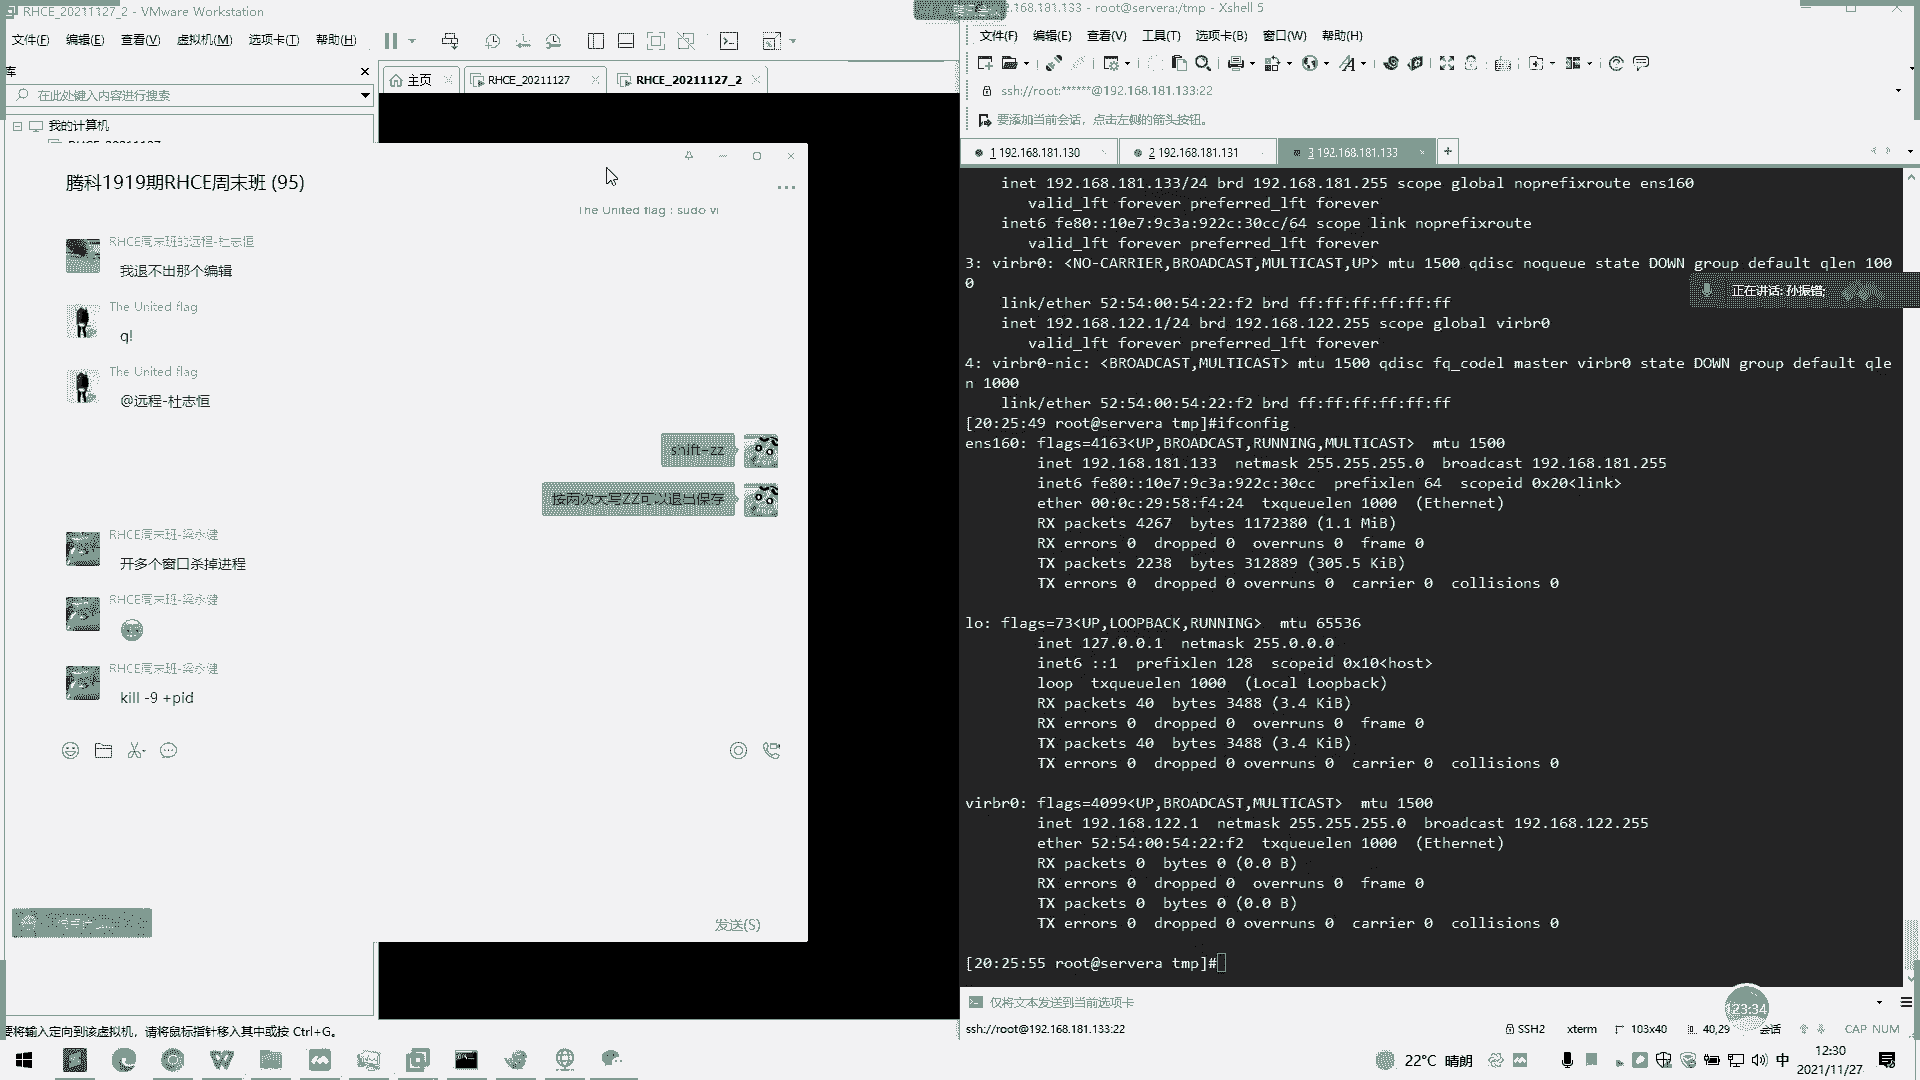 RHCE_20211127_2 - VMware Workstation
文件(F) 编辑(E) 查看(V) 虚拟机(M) 选项卡(T) 帮助(H)
库
在此处键入内容进行搜索
我的计算机
主页
RHCE_20211127
RHCE_20211127_2
腾科1919期RHCE周末班 (95)
The United flag : sudo vi
RHCE周末班的远程-杜志恒
我退不出那个编辑
The United flag
q!
The United flag
@远程-杜志恒
shift+zz
按两次大写ZZ可以退出保存
RHCE周末班-梁永健
开多个窗口杀掉进程
RHCE周末班-梁永健
RHCE周末班-梁永健
kill -9 +pid
发送(S)
要将输入定向到该虚拟机，请将鼠标指针移入其中或按 Ctrl+G。
192.168.181.133 - root@servera:/tmp - Xshell 5
文件(F) 编辑(E) 查看(V) 工具(T) 选项卡(B) 窗口(W) 帮助(H)
ssh://root:******@192.168.181.133:22
要添加当前会话，点击左侧的箭头按钮。
1 192.168.181.130
2 192.168.181.131
3 192.168.181.133
inet 192.168.181.133/24 brd 192.168.181.255 scope global noprefixroute ens160
valid_lft forever preferred_lft forever
inet6 fe80::10e7:9c3a:922c:30cc/64 scope link noprefixroute
valid_lft forever preferred_lft forever
3: virbr0: <NO-CARRIER,BROADCAST,MULTICAST,UP> mtu 1500 qdisc noqueue state DOWN group default qlen 100
0
link/ether 52:54:00:54:22:f2 brd ff:ff:ff:ff:ff:ff
inet 192.168.122.1/24 brd 192.168.122.255 scope global virbr0
valid_lft forever preferred_lft forever
4: virbr0-nic: <BROADCAST,MULTICAST> mtu 1500 qdisc fq_codel master virbr0 state DOWN group default qle
n 1000
link/ether 52:54:00:54:22:f2 brd ff:ff:ff:ff:ff:ff
[20:25:49 root@servera tmp]#ifconfig
ens160: flags=4163<UP,BROADCAST,RUNNING,MULTICAST>  mtu 1500
inet 192.168.181.133  netmask 255.255.255.0  broadcast 192.168.181.255
inet6 fe80::10e7:9c3a:922c:30cc  prefixlen 64  scopeid 0x20<link>
ether 00:0c:29:58:f4:24  txqueuelen 1000  (Ethernet)
RX packets 4267  bytes 1172380 (1.1 MiB)
RX errors 0  dropped 0  overruns 0  frame 0
TX packets 2238  bytes 312889 (305.5 KiB)
TX errors 0  dropped 0 overruns 0  carrier 0  collisions 0
lo: flags=73<UP,LOOPBACK,RUNNING>  mtu 65536
inet 127.0.0.1  netmask 255.0.0.0
inet6 ::1  prefixlen 128  scopeid 0x10<host>
loop  txqueuelen 1000  (Local Loopback)
RX packets 40  bytes 3488 (3.4 KiB)
RX errors 0  dropped 0  overruns 0  frame 0
TX packets 40  bytes 3488 (3.4 KiB)
TX errors 0  dropped 0 overruns 0  carrier 0  collisions 0
virbr0: flags=4099<UP,BROADCAST,MULTICAST>  mtu 1500
inet 192.168.122.1  netmask 255.255.255.0  broadcast 192.168.122.255
ether 52:54:00:54:22:f2  txqueuelen 1000  (Ethernet)
RX packets 0  bytes 0 (0.0 B)
RX errors 0  dropped 0  overruns 0  frame 0
TX packets 0  bytes 0 (0.0 B)
TX errors 0  dropped 0 overruns 0  carrier 0  collisions 0
[20:25:55 root@servera tmp]#
正在讲话: 孙振锴;
仅将文本发送到当前选项卡
123:34
ssh://root@192.168.181.133:22
SSH2 xterm 103x40 40,29 会话 CAP NUM
22°C 晴朗
中
12:30
2021/11/27